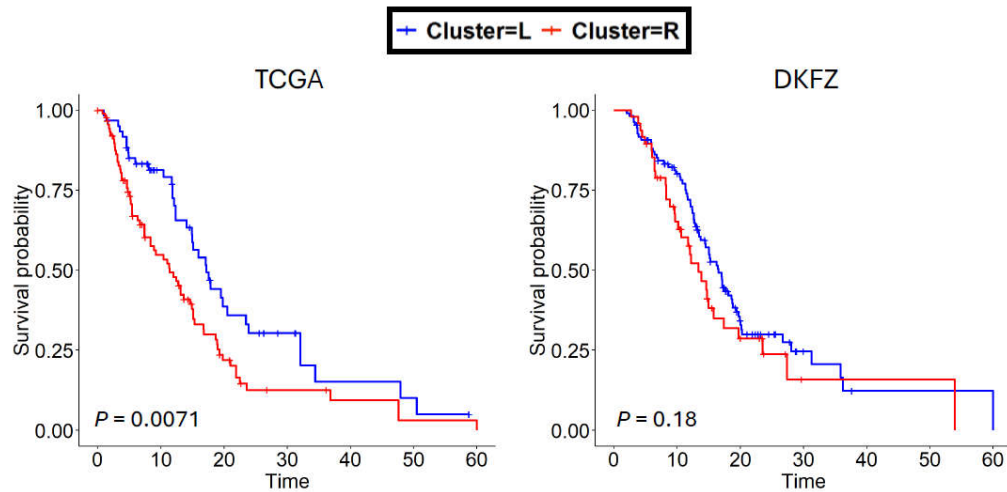 Cluster=L Cluster=R
TCGA
Survival probability
1.00
0.75
0.50
0.25
0.00
P = 0.0071
0 10 20 30 40 50 60
Time
DKFZ
Survival probability
1.00
0.75
0.50
0.25
0.00
P = 0.18
0 10 20 30 40 50 60
Time